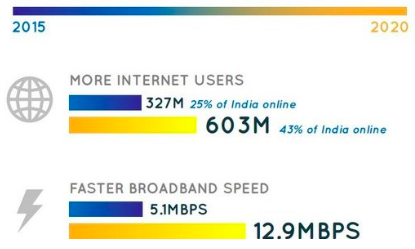 2015 2020
MORE INTERNET USERS
327M 25% of India online
603M 43% of India online
FASTER BROADBAND SPEED
5.1MBPS
12.9MBPS